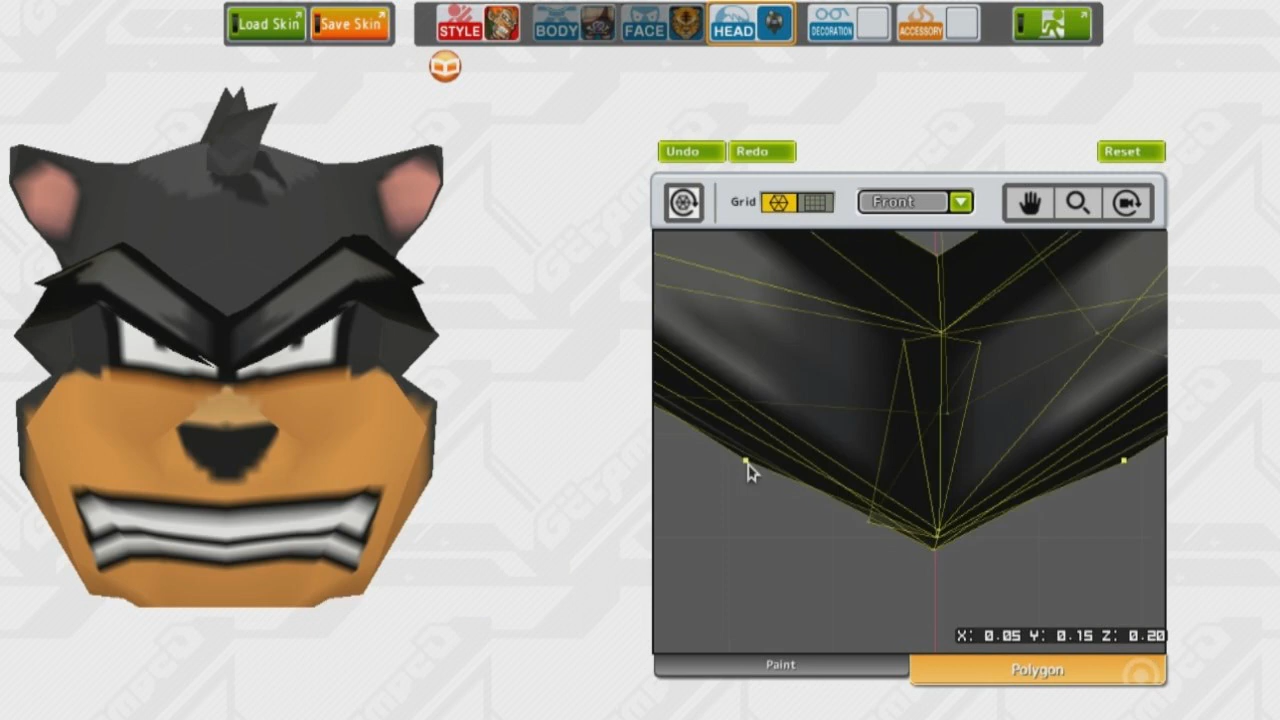 Load Skin
Save Skin
STYLE
BODY
FACE
HEAD
DECORATION
ACCESSORY
Undo
Redo
Reset
Grid
Front
X: 0.05 Y: 0.15 Z: 0.20
Paint
Polygon